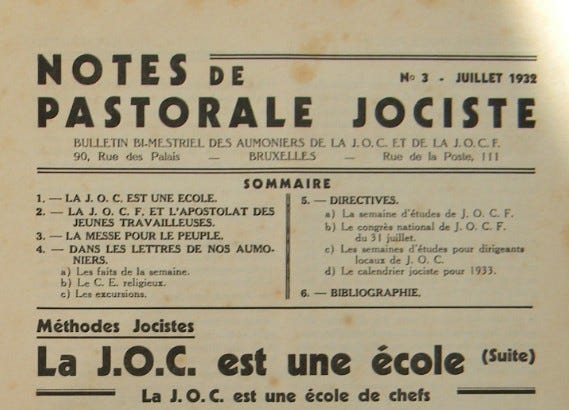 NOTES DE
No 3 - JUILLET 1932
PASTORALE JOCISTE
BULLETIN BI-MESTRIEL DES AUMONIERS DE LA J.O.C. ET DE LA J.O.C.F.
90, Rue des Palais — BRUXELLES — Rue de la Poste, 111
SOMMAIRE
1. — LA J. O. C. EST UNE ECOLE.
2. — LA J. O. C. F. ET L'APOSTOLAT DES
JEUNES TRAVAILLEUSES.
3. — LA MESSE POUR LE PEUPLE.
4. — DANS LES LETTRES DE NOS AUMO-
NIERS.
a) Les faits de la semaine.
b) Le C. E. religieux.
c) Les excursions.
5. — DIRECTIVES.
a) La semaine d'études de J. O. C. F.
b) Le congrès national de J. O. C. F.
du 31 juillet.
c) Les semaines d'études pour dirigeants
locaux de J. O. C.
d) Le calendrier jociste pour 1933.
6. — BIBLIOGRAPHIE.
Méthodes Jocistes
La J.O.C. est une école (Suite)
La J.O.C. est une école de chefs